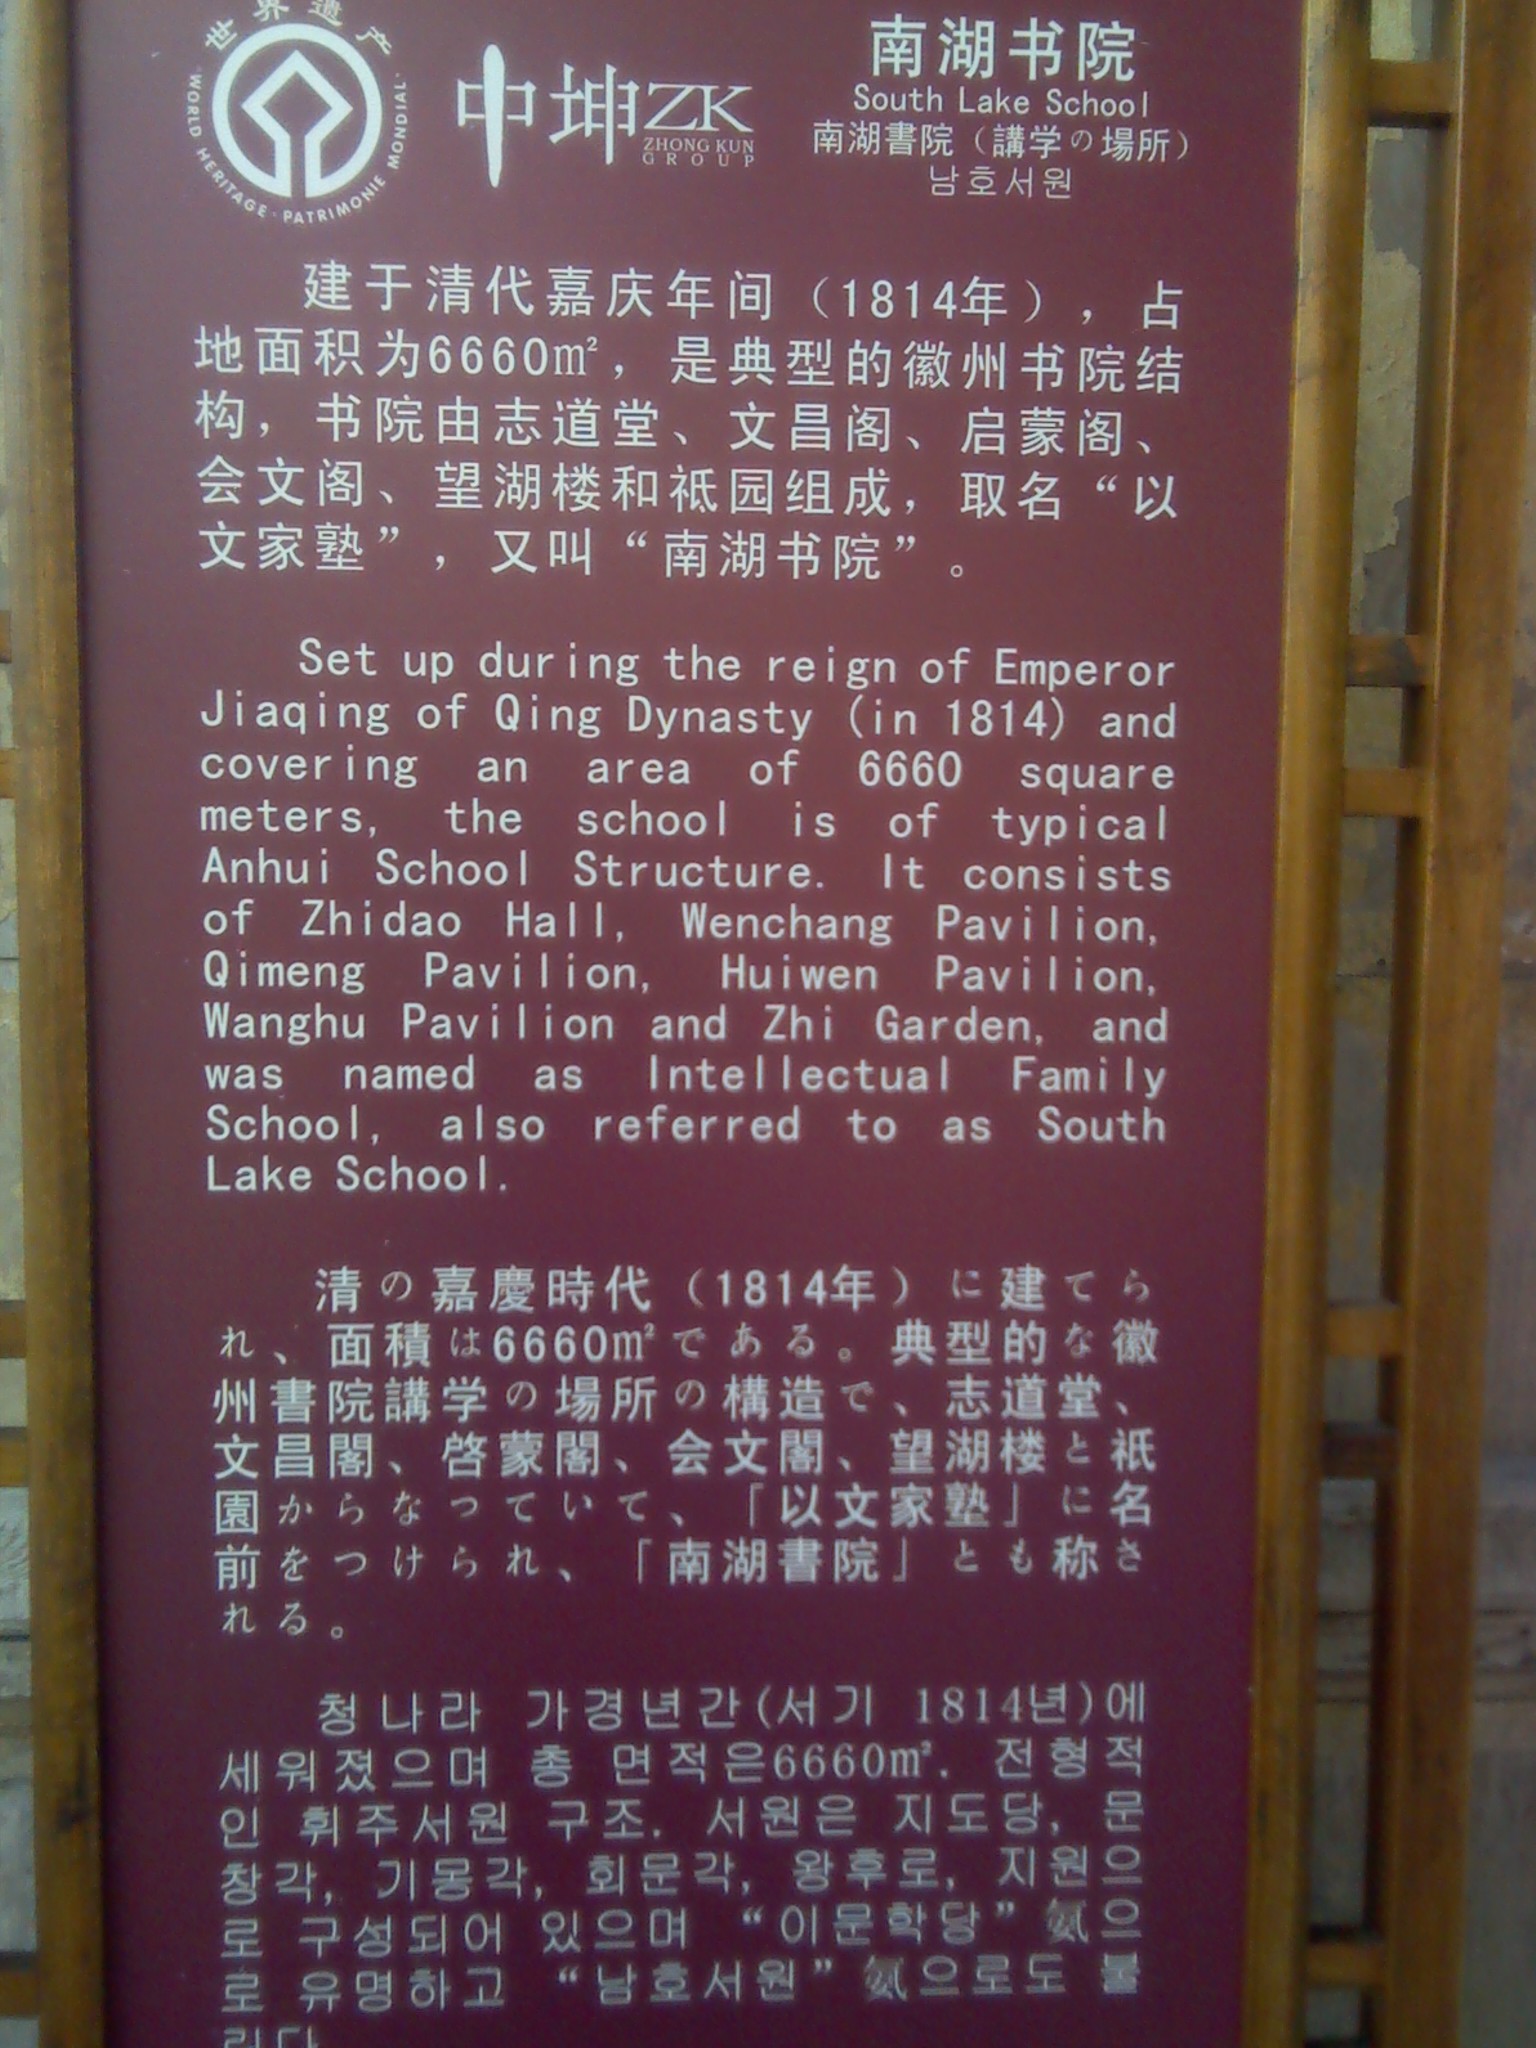 世界遗产
WORLD HERITAGE · PATRIMONIE MONDIAL
中坤 ZK
ZHONG KUN
GROUP
南湖书院
South Lake School
南湖書院（講学の場所）
남호서원
建于清代嘉庆年间（1814年），占
地面积为6660㎡，是典型的徽州书院结
构，书院由志道堂、文昌阁、启蒙阁、
会文阁、望湖楼和祗园组成，取名“以
文家塾”，又叫“南湖书院”。
Set up during the reign of Emperor
Jiaqing of Qing Dynasty (in 1814) and
covering an area of 6660 square
meters, the school is of typical
Anhui School Structure. It consists
of Zhidao Hall, Wenchang Pavilion,
Qimeng Pavilion, Huiwen Pavilion,
Wanghu Pavilion and Zhi Garden, and
was named as Intellectual Family
School, also referred to as South
Lake School.
清の嘉慶時代（1814年）に建てら
れ、面積は6660㎡である。典型的な徽
州書院講学の場所の構造で、志道堂、
文昌閣、啓蒙閣、会文閣、望湖楼と祇
園からなっていて、「以文家塾」に名
前をつけられ、「南湖書院」とも称さ
れる。
청나라 가경년간(서기 1814년)에
세워졌으며 총 면적은6660㎡. 전형적
인 휘주서원 구조. 서원은 지도당, 문
창각, 기몽각, 회문각, 왕후로, 지원으
로 구성되어 있으며 “이문학당” 으
로 유명하고 “남호서원” 으로도 불